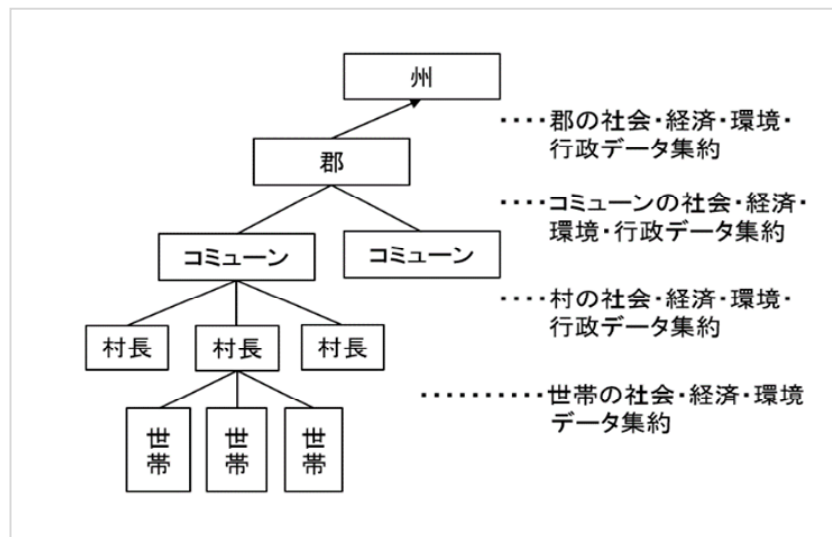 州
‥‥郡の社会・経済・環境・
行政データ集約
郡
‥‥コミューンの社会・経済・
環境・行政データ集約
コミューン
コミューン
‥‥村の社会・経済・環境・
行政データ集約
村長
村長
村長
‥‥‥‥‥世帯の社会・経済・環境
データ集約
世帯
世帯
世帯